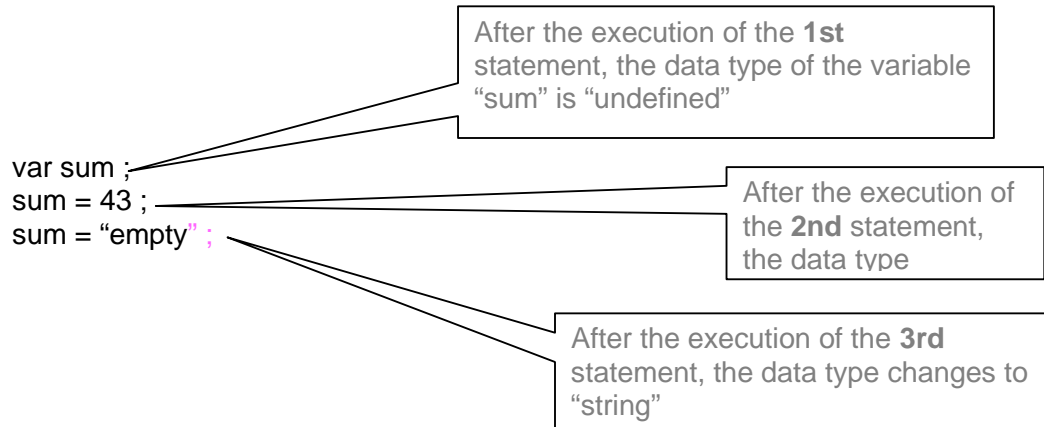 After the execution of the 1st
statement, the data type of the variable
“sum” is “undefined”
var sum ;
sum = 43 ;
sum = “empty” ;
After the execution of
the 2nd statement,
the data type
After the execution of the 3rd
statement, the data type changes to
“string”